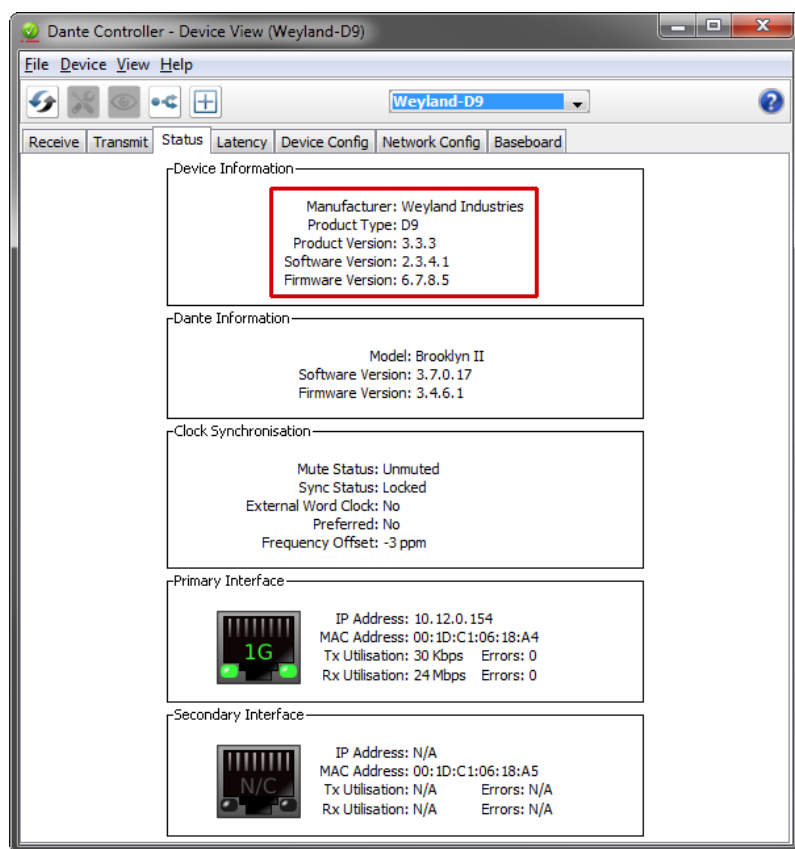 Dante Controller - Device View (Weyland-D9)
File Device View Help
Weyland-D9
Receive Transmit Status Latency Device Config Network Config Baseboard
Device Information
Manufacturer: Weyland Industries
Product Type: D9
Product Version: 3.3.3
Software Version: 2.3.4.1
Firmware Version: 6.7.8.5
Dante Information
Model: Brooklyn II
Software Version: 3.7.0.17
Firmware Version: 3.4.6.1
Clock Synchronisation
Mute Status: Unmuted
Sync Status: Locked
External Word Clock: No
Preferred: No
Frequency Offset: -3 ppm
Primary Interface
1G
IP Address: 10.12.0.154
MAC Address: 00:1D:C1:06:18:A4
Tx Utilisation: 30 Kbps Errors: 0
Rx Utilisation: 24 Mbps Errors: 0
Secondary Interface
N/C
IP Address: N/A
MAC Address: 00:1D:C1:06:18:A5
Tx Utilisation: N/A Errors: N/A
Rx Utilisation: N/A Errors: N/A